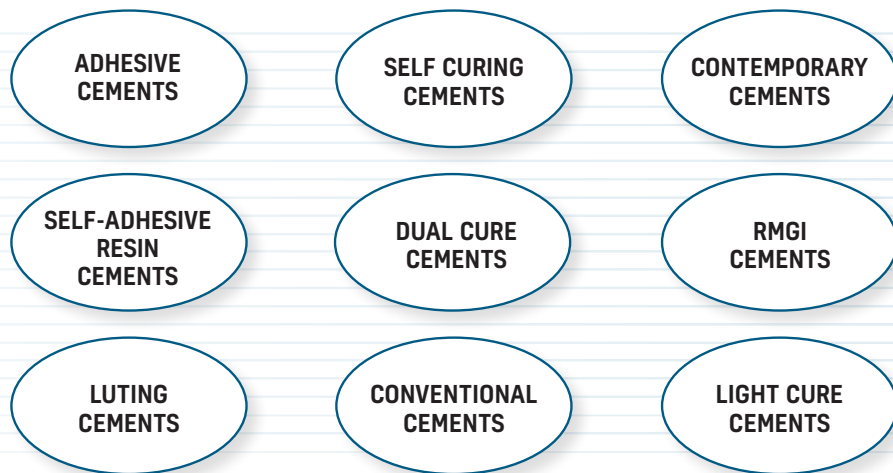 ADHESIVE
CEMENTS
SELF CURING
CEMENTS
CONTEMPORARY
CEMENTS
SELF-ADHESIVE
RESIN
CEMENTS
DUAL CURE
CEMENTS
RMGI
CEMENTS
LUTING
CEMENTS
CONVENTIONAL
CEMENTS
LIGHT CURE
CEMENTS